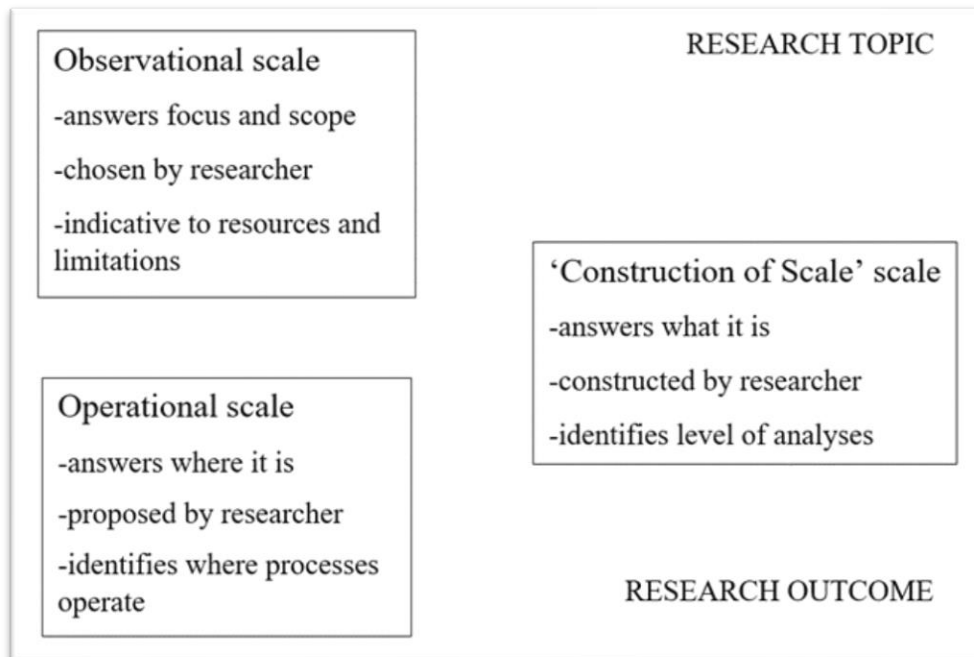 Observational scale
-answers focus and scope
-chosen by researcher
-indicative to resources and
limitations
RESEARCH TOPIC
‘Construction of Scale’ scale
-answers what it is
-constructed by researcher
-identifies level of analyses
Operational scale
-answers where it is
-proposed by researcher
-identifies where processes
operate
RESEARCH OUTCOME